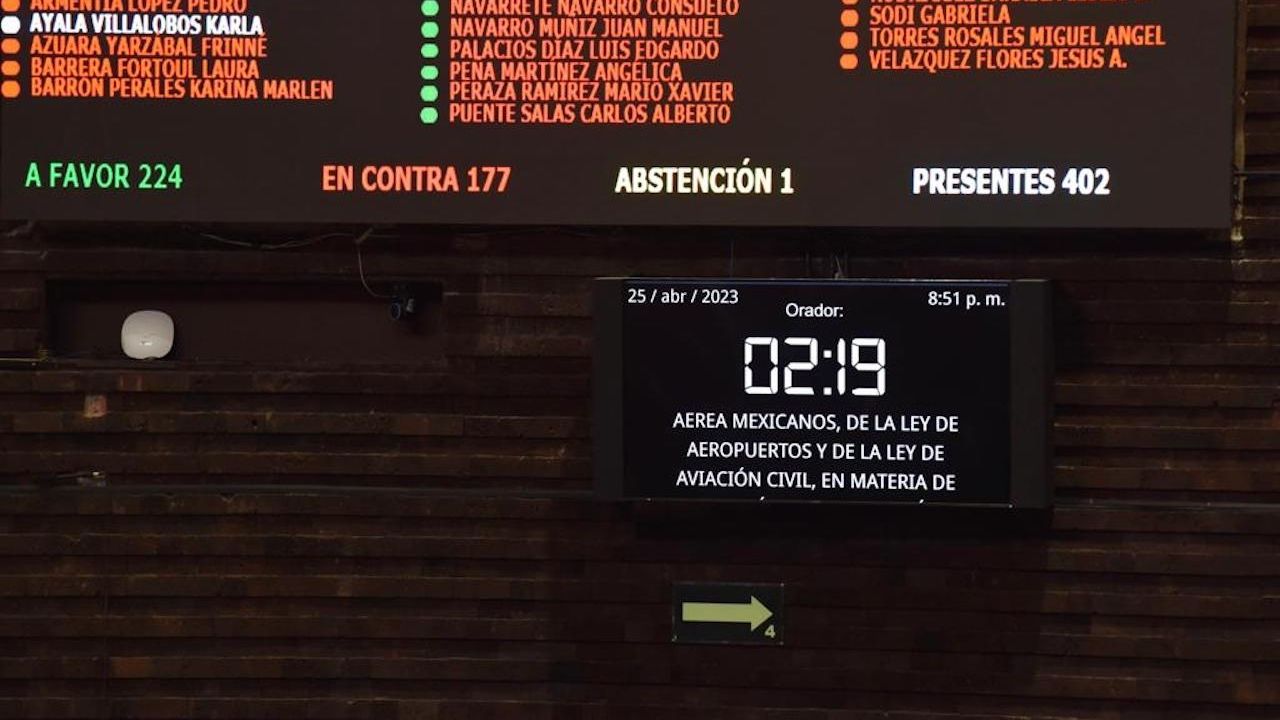 ARMENTIA LOPEZ PEDRO
AYALA VILLALOBOS KARLA
AZUARA YARZABAL FRINNE
BARRERA FORTOUL LAURA
BARRON PERALES KARINA MARLEN
NAVARRETE NAVARRO CONSUELO
NAVARRO MUÑIZ JUAN MANUEL
PALACIOS DÍAZ LUIS EDGARDO
PEÑA MARTÍNEZ ANGÉLICA
PERAZA RAMÍREZ MARIO XAVIER
PUENTE SALAS CARLOS ALBERTO
SODI GABRIELA
TORRES ROSALES MIGUEL ANGEL
VELAZQUEZ FLORES JESUS A.
A FAVOR 224
EN CONTRA 177
ABSTENCIÓN 1
PRESENTES 402
25 / abr / 2023
8:51 p. m.
Orador:
02:19
AEREA MEXICANOS, DE LA LEY DE
AEROPUERTOS Y DE LA LEY DE
AVIACIÓN CIVIL, EN MATERIA DE
4